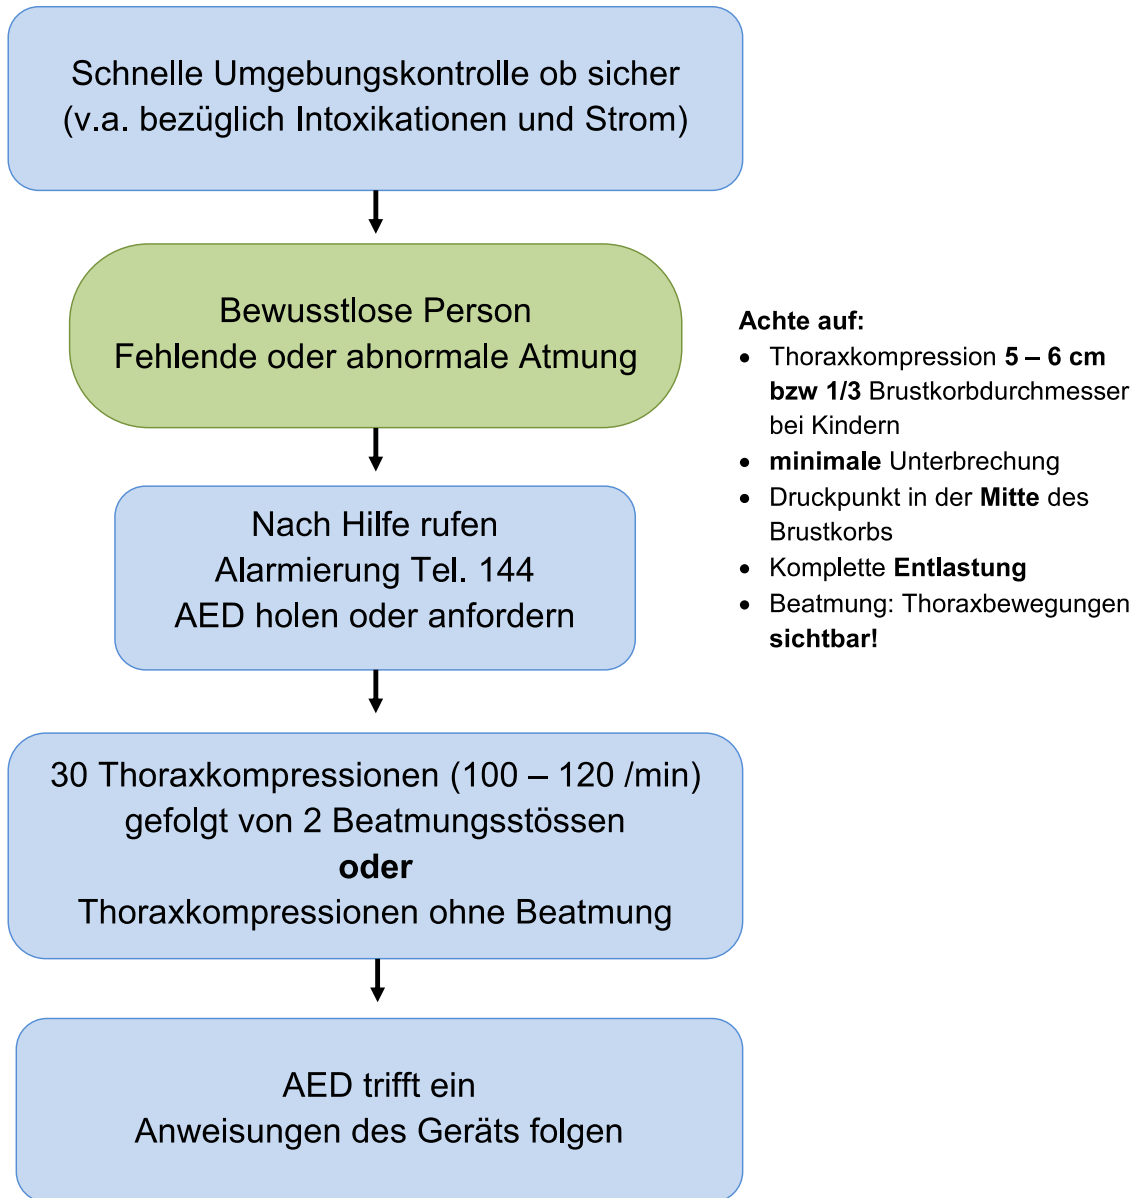 Schnelle Umgebungskontrolle ob sicher
(v.a. bezüglich Intoxikationen und Strom)
Bewusstlose Person
Fehlende oder abnormale Atmung
Nach Hilfe rufen
Alarmierung Tel. 144
AED holen oder anfordern
30 Thoraxkompressionen (100 – 120 /min)
gefolgt von 2 Beatmungsstössen
oder
Thoraxkompressionen ohne Beatmung
AED trifft ein
Anweisungen des Geräts folgen
Achte auf:
• Thoraxkompression 5 – 6 cm
bzw 1/3 Brustkorbdurchmesser
bei Kindern
• minimale Unterbrechung
• Druckpunkt in der Mitte des
Brustkorbs
• Komplette Entlastung
• Beatmung: Thoraxbewegungen
sichtbar!